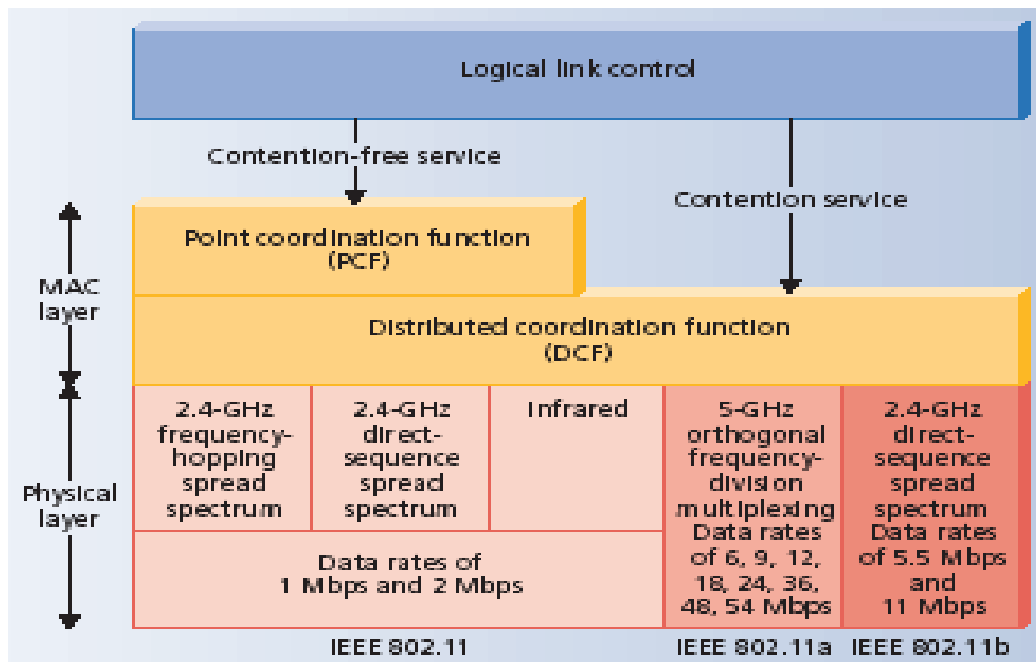 Logical link control
Contention-free service
Contention service
Point coordination function
(PCF)
MAC
layer
Distributed coordination function
(DCF)
2.4-GHz
frequency-
hopping
spread
spectrum
2.4-GHz
direct-
sequence
spread
spectrum
Infrared
5-GHz
orthogonal
frequency-
division
multiplexing
Data rates
of 6, 9, 12,
18, 24, 36,
48, 54 Mbps
2.4-GHz
direct-
sequence
spread
spectrum
Data rates
of 5.5 Mbps
and
11 Mbps
Physical
layer
Data rates of
1 Mbps and 2 Mbps
IEEE 802.11
IEEE 802.11a
IEEE 802.11b